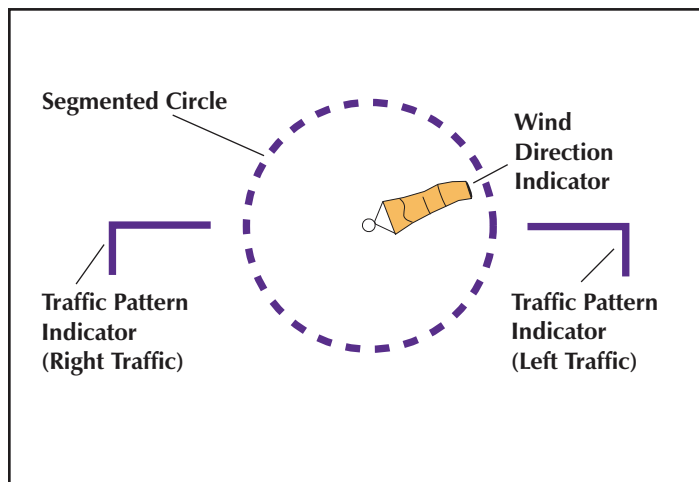 Segmented Circle
Wind
Direction
Indicator
Traffic Pattern
Indicator
(Right Traffic)
Traffic Pattern
Indicator
(Left Traffic)